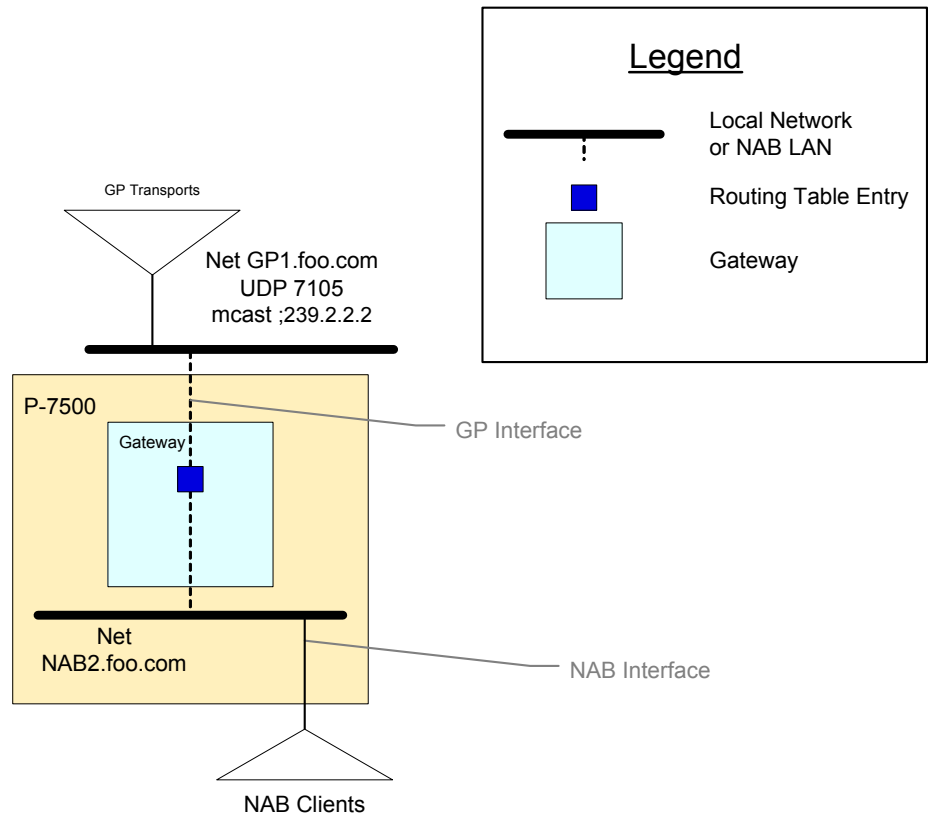 Legend
Local Network
or NAB LAN
Routing Table Entry
Gateway
GP Transports
Net GP1.foo.com
UDP 7105
mcast ;239.2.2.2
P-7500
GP Interface
Gateway
Net
NAB2.foo.com
NAB Interface
NAB Clients